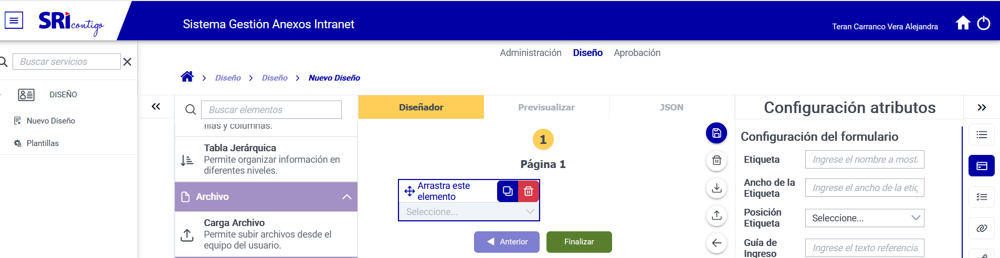 SRI contigo
Sistema Gestión Anexos Intranet
Teran Carranco Vera Alejandra
Buscar servicios
Administración Diseño Aprobación
Diseño > Diseño > Nuevo Diseño
DISEÑO
Nuevo Diseño
Plantillas
Buscar elementos
filas y columnas.
Tabla Jerárquica
Permite organizar información en
diferentes niveles.
Archivo
Carga Archivo
Permite subir archivos desde el
equipo del usuario.
Diseñador Previsualizar JSON
1
Página 1
Arrastra este
elemento
Seleccione...
Anterior Finalizar
Configuración atributos
Configuración del formulario
Etiqueta Ingrese el nombre a most
Ancho de la
Etiqueta
Ingrese el ancho de la etiq
Posición
Etiqueta
Seleccione...
Guía de
Ingreso
Ingrese el texto referencia